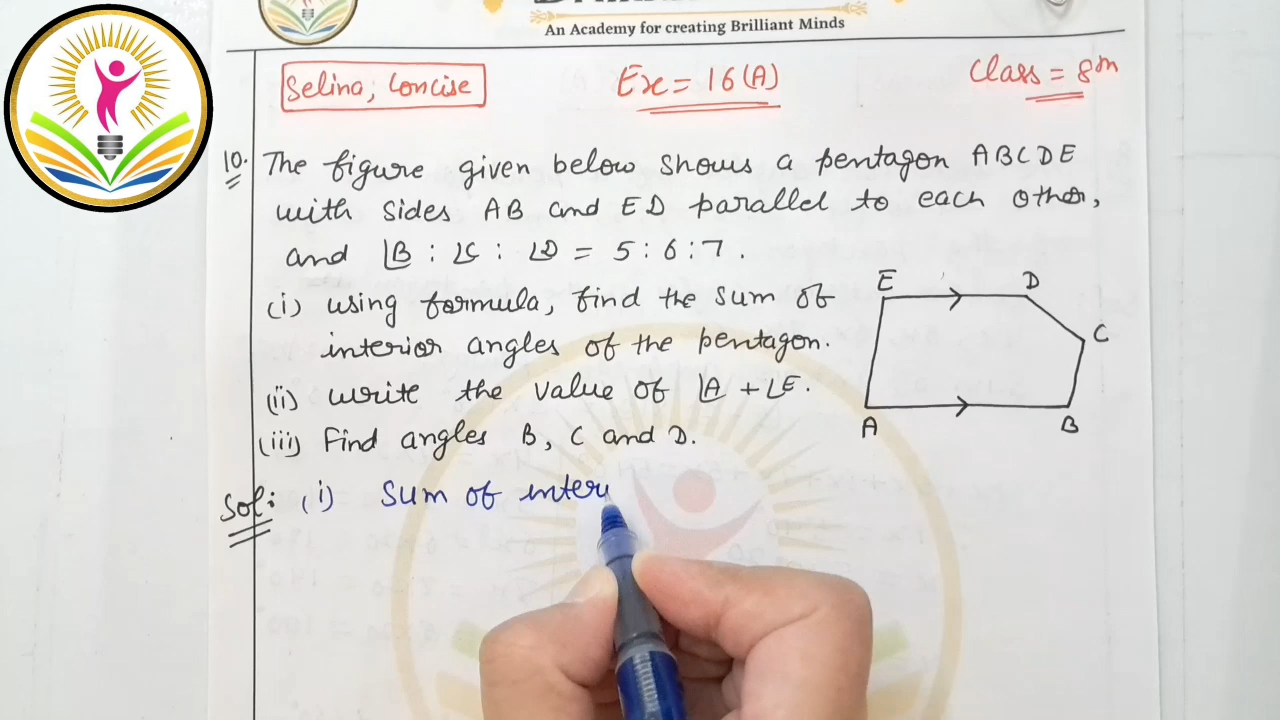 An Academy for creating Brilliant Minds
Selina; Concise
Ex = 16(A)
Class = 8th
10. The figure given below shows a pentagon ABCDE
with sides AB and ED parallel to each other,
and ∠B : ∠C : ∠D = 5 : 6 : 7.
(i) using formula, find the sum of
interior angles of the pentagon.
(ii) write the value of ∠A + ∠E.
(iii) Find angles B, C and D.
E
D
C
A
B
Sol: (i) Sum of inter